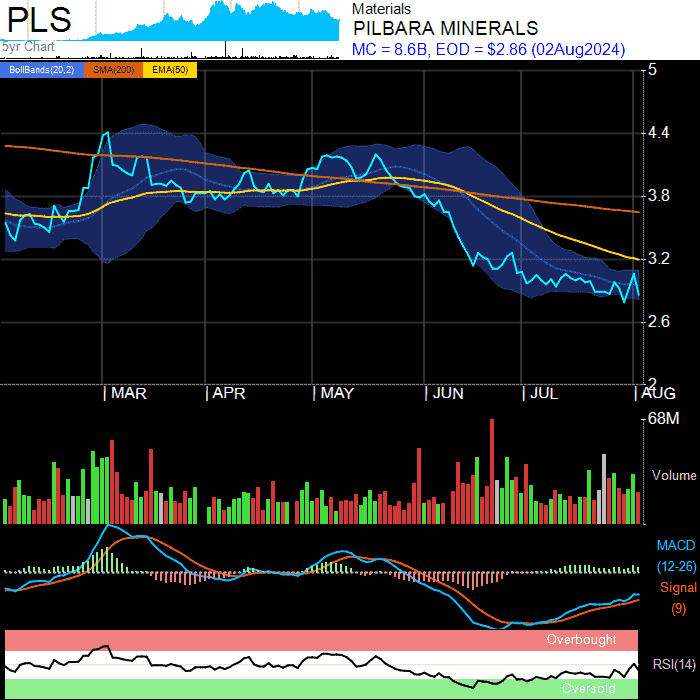 PLS
5yr Chart
Materials
PILBARA MINERALS
MC = 8.6B, EOD = $2.86 (02Aug2024)
BollBands(20,2) SMA(200) EMA(50)
5
4.4
3.8
3.2
2.6
2
MAR APR MAY JUN JUL AUG
68M
Volume
MACD
(12-26)
Signal
(9)
Overbought
RSI(14)
Oversold